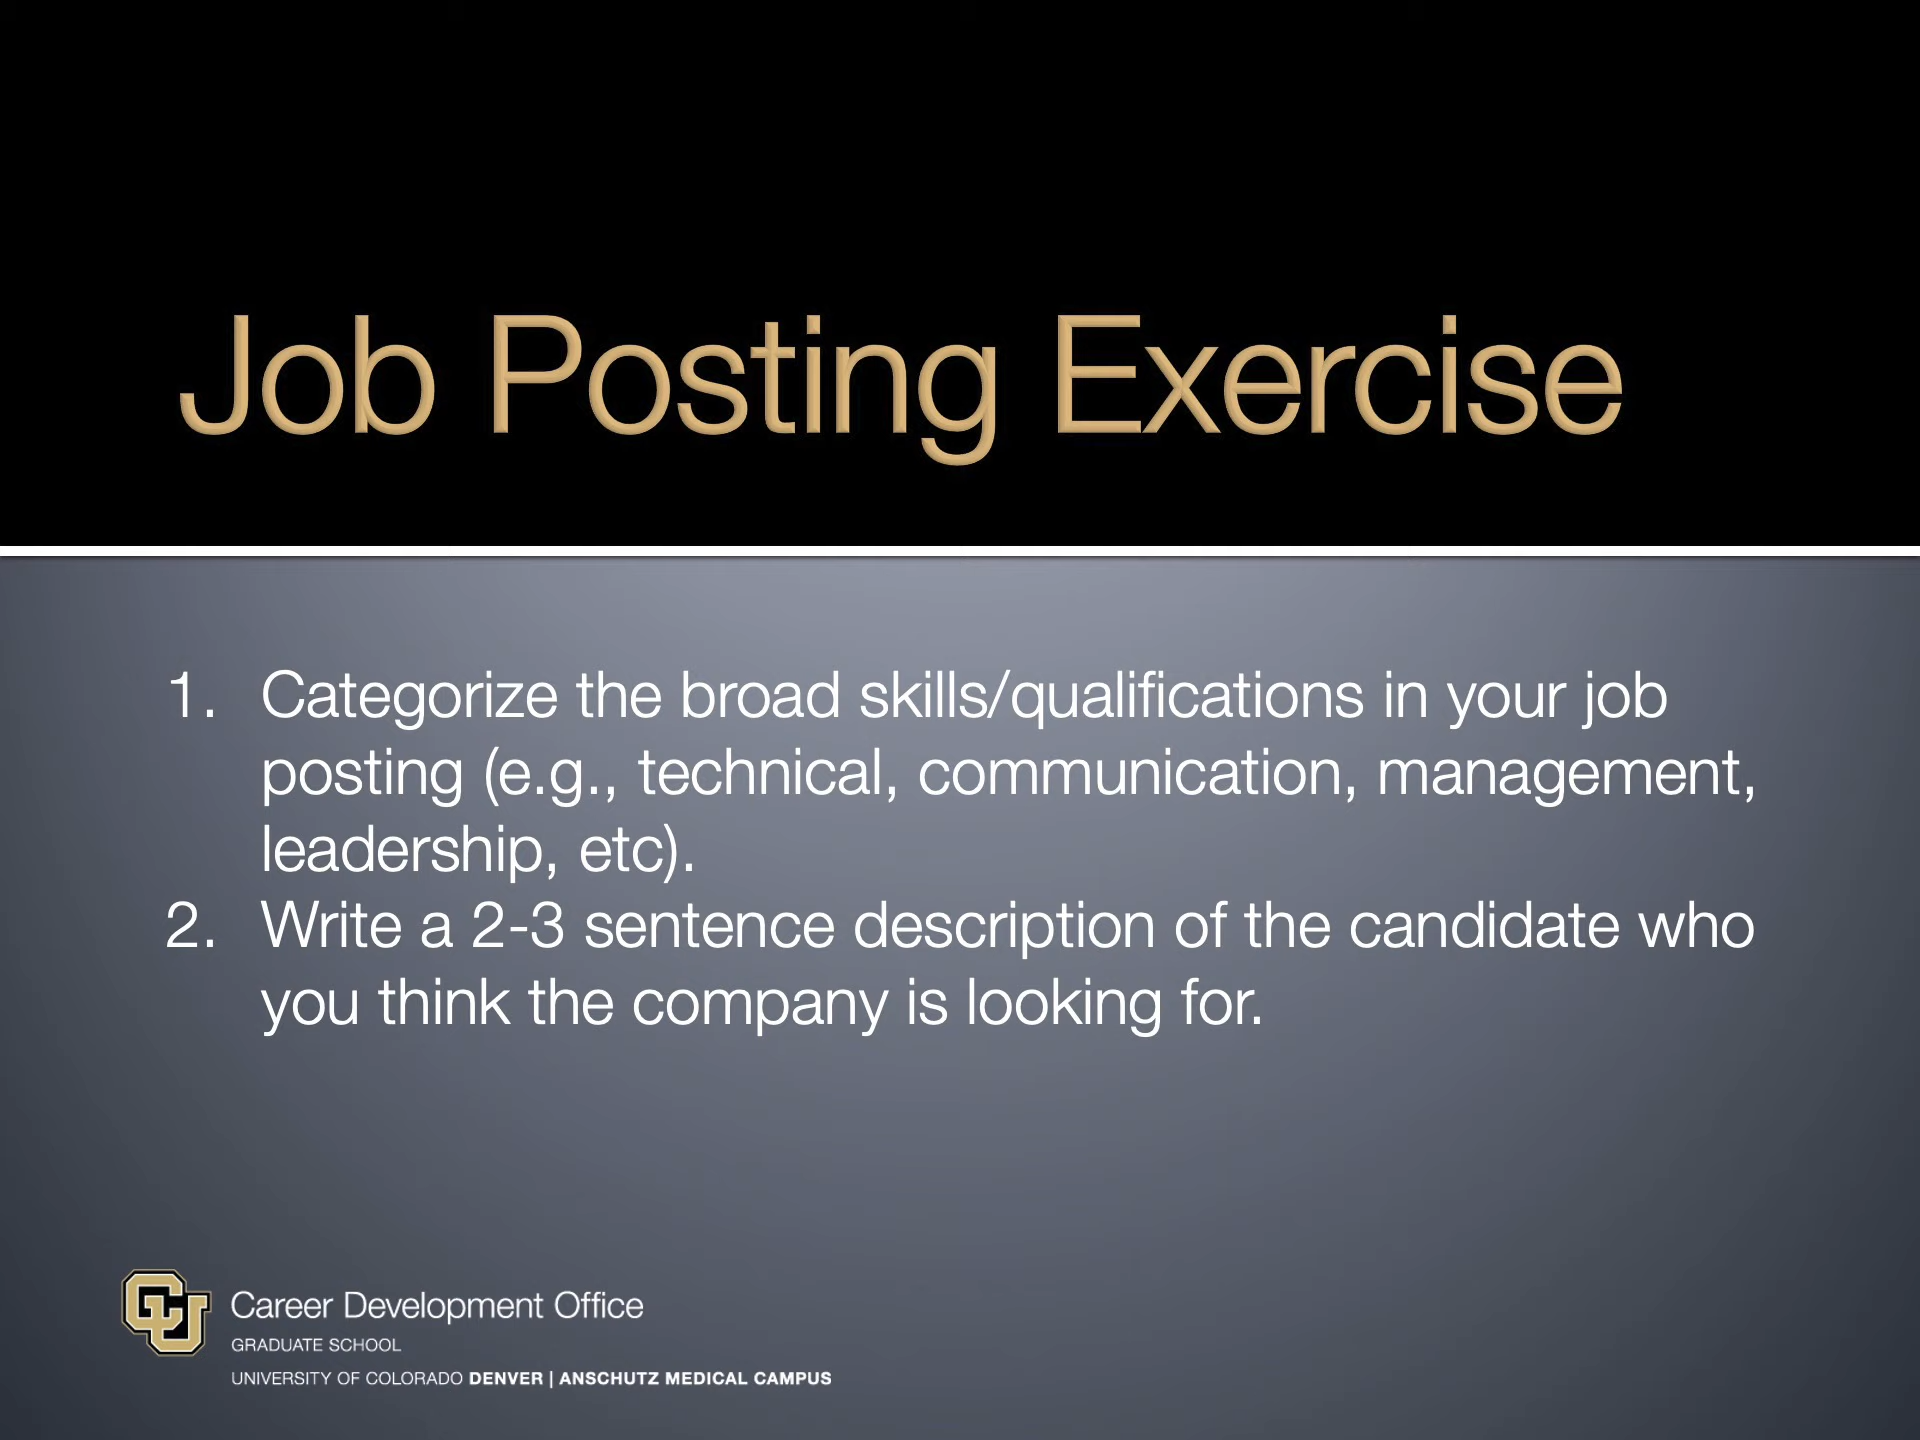 Job Posting Exercise
1. Categorize the broad skills/qualifications in your job
posting (e.g., technical, communication, management,
leadership, etc).
2. Write a 2-3 sentence description of the candidate who
you think the company is looking for.
CU
Career Development Office
GRADUATE SCHOOL
UNIVERSITY OF COLORADO DENVER | ANSCHUTZ MEDICAL CAMPUS